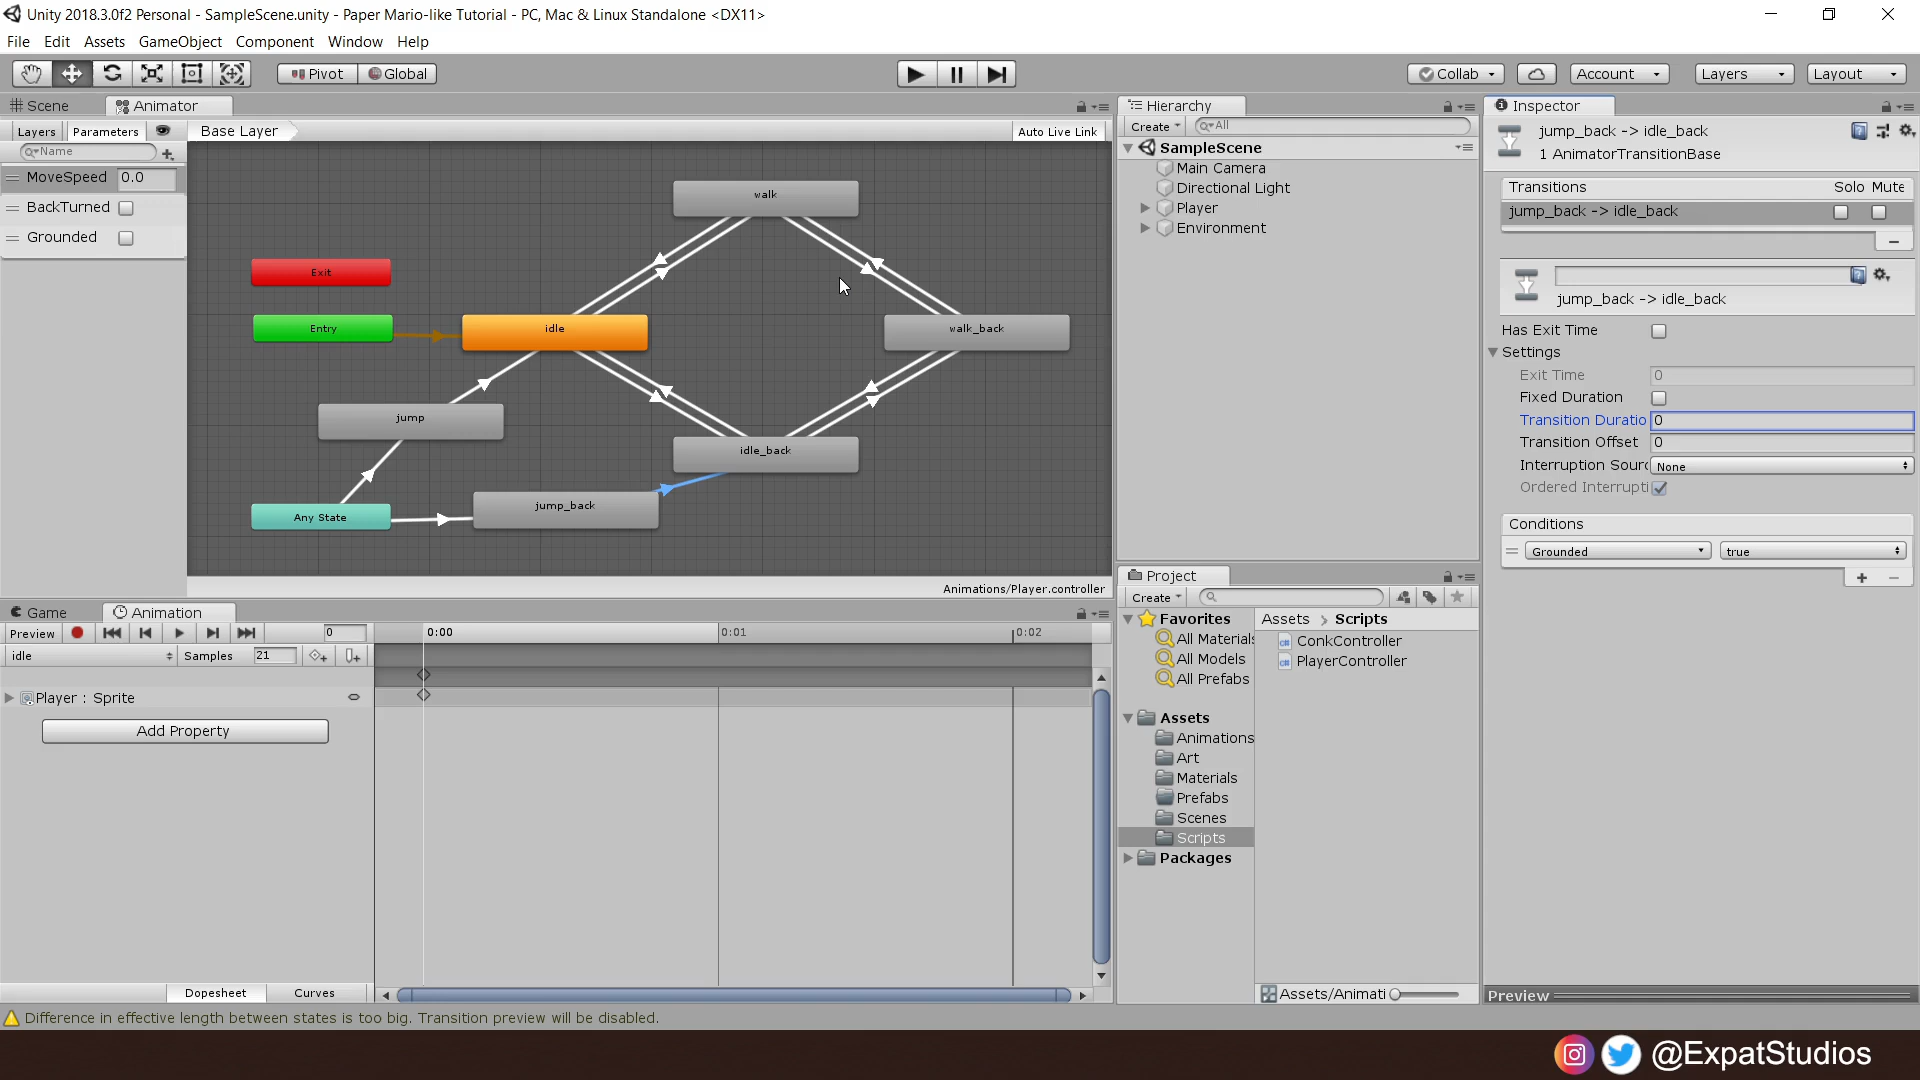 Unity 2018.3.0f2 Personal - SampleScene.unity - Paper Mario-like Tutorial - PC, Mac & Linux Standalone <DX11>
File Edit Assets GameObject Component Window Help
Pivot Global Collab Account Layers Layout
Scene Animator
Layers Parameters Base Layer Auto Live Link
Name
MoveSpeed 0.0
BackTurned
Grounded
walk
Exit
Entry
idle
walk_back
jump
idle_back
jump_back
Any State
Animations/Player.controller
Game Animation
Preview 0 0:00 0:01 0:02
idle Samples 21
Player : Sprite
Add Property
Dopesheet Curves
Hierarchy
Create All
SampleScene
Main Camera
Directional Light
Player
Environment
Project
Create
Favorites
All Materials
All Models
All Prefabs
Assets
Animations
Art
Materials
Prefabs
Scenes
Scripts
Packages
Assets Scripts
ConkController
PlayerController
Assets/Animati
Inspector
jump_back -> idle_back
1 AnimatorTransitionBase
Transitions Solo Mute
jump_back -> idle_back
jump_back -> idle_back
Has Exit Time
Settings
Exit Time 0
Fixed Duration
Transition Duratio 0
Transition Offset 0
Interruption Sourc None
Ordered Interrupti
Conditions
Grounded true
Preview
Difference in effective length between states is too big. Transition preview will be disabled.
@ExpatStudios